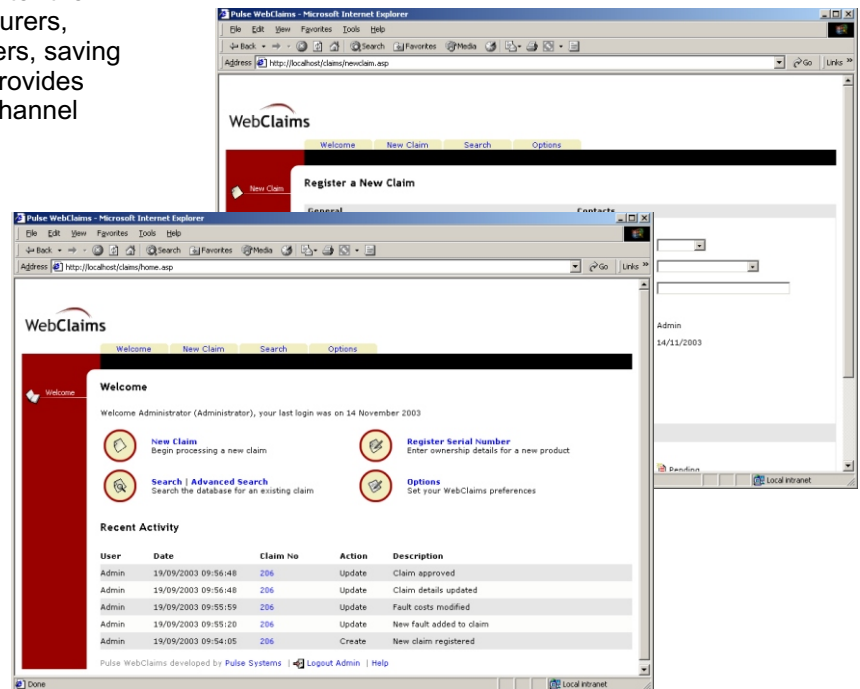 urers,
ers, saving
rovides
hannel
Pulse WebClaims - Microsoft Internet Explorer
File Edit View Favorites Tools Help
Back Search Favorites Media
Address http://localhost/claims/newclaim.asp Go Links »
WebClaims
Welcome New Claim Search Options
New Claim
Register a New Claim
General Contacts
Admin
14/11/2003
Pending
Local intranet
Pulse WebClaims - Microsoft Internet Explorer
File Edit View Favorites Tools Help
Back Search Favorites Media
Address http://localhost/claims/home.asp Go Links »
WebClaims
Welcome New Claim Search Options
Welcome
Welcome
Welcome Administrator (Administrator), your last login was on 14 November 2003
New Claim
Begin processing a new claim
Register Serial Number
Enter ownership details for a new product
Search | Advanced Search
Search the database for an existing claim
Options
Set your WebClaims preferences
Recent Activity
User Date Claim No Action Description
Admin 19/09/2003 09:56:48 206 Update Claim approved
Admin 19/09/2003 09:56:48 206 Update Claim details updated
Admin 19/09/2003 09:55:59 206 Update Fault costs modified
Admin 19/09/2003 09:55:20 206 Update New fault added to claim
Admin 19/09/2003 09:54:05 206 Create New claim registered
Pulse WebClaims developed by Pulse Systems | Logout Admin | Help
Done Local intranet